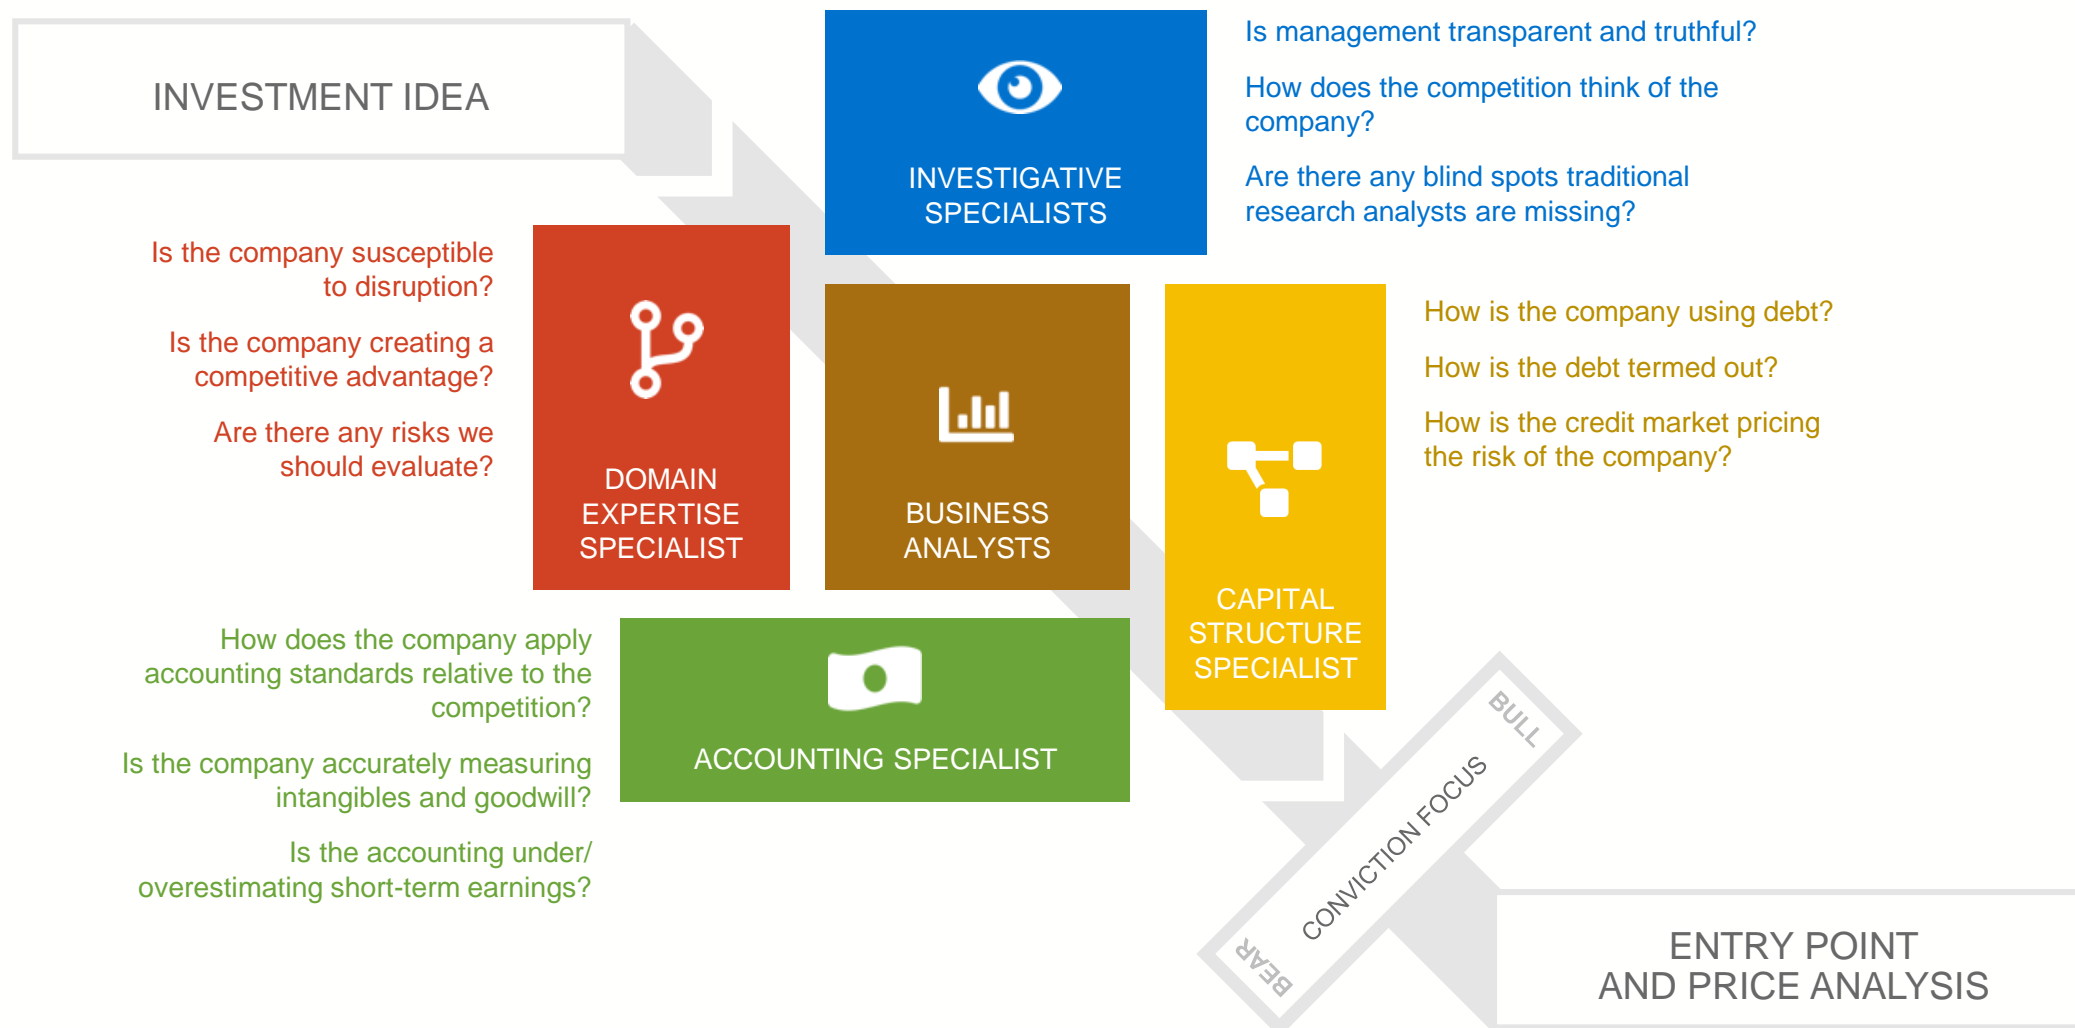 INVESTMENT IDEA
INVESTIGATIVE
SPECIALISTS
Is management transparent and truthful?
How does the competition think of the
company?
Are there any blind spots traditional
research analysts are missing?
Is the company susceptible
to disruption?
Is the company creating a
competitive advantage?
Are there any risks we
should evaluate?
DOMAIN
EXPERTISE
SPECIALIST
BUSINESS
ANALYSTS
CAPITAL
STRUCTURE
SPECIALIST
How is the company using debt?
How is the debt termed out?
How is the credit market pricing
the risk of the company?
How does the company apply
accounting standards relative to the
competition?
Is the company accurately measuring
intangibles and goodwill?
Is the accounting under/
overestimating short-term earnings?
ACCOUNTING SPECIALIST
BULL
CONVICTION FOCUS
BEAR
ENTRY POINT
AND PRICE ANALYSIS